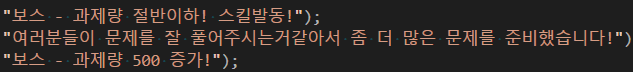 "보스 - 과제량 절반이하! 스킬발동!");
"여러분들이 문제를 잘 풀어주시는거같아서 좀 더 많은 문제를 준비했습니다!")
"보스 - 과제량 500 증가!");